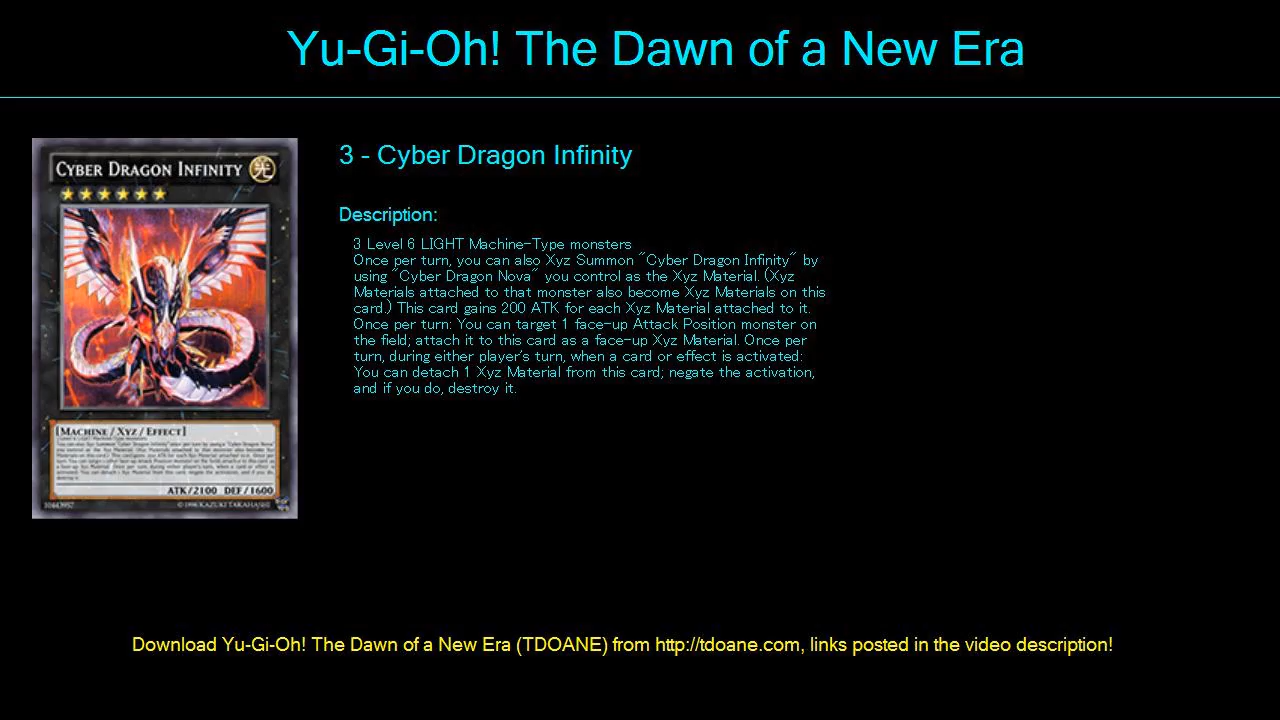 Yu-Gi-Oh! The Dawn of a New Era
CYBER DRAGON INFINITY 光
[MACHINE / XYZ / EFFECT]
ATK/2100 DEF/1600
©1996 KAZUKI TAKAHASHI
3 - Cyber Dragon Infinity
Description:
3 Level 6 LIGHT Machine-Type monsters
Once per turn, you can also Xyz Summon "Cyber Dragon Infinity" by
using "Cyber Dragon Nova" you control as the Xyz Material. (Xyz
Materials attached to that monster also become Xyz Materials on this
card.) This card gains 200 ATK for each Xyz Material attached to it.
Once per turn: You can target 1 face-up Attack Position monster on
the field; attach it to this card as a face-up Xyz Material. Once per
turn, during either player's turn, when a card or effect is activated:
You can detach 1 Xyz Material from this card; negate the activation,
and if you do, destroy it.
Download Yu-Gi-Oh! The Dawn of a New Era (TDOANE) from http://tdoane.com, links posted in the video description!